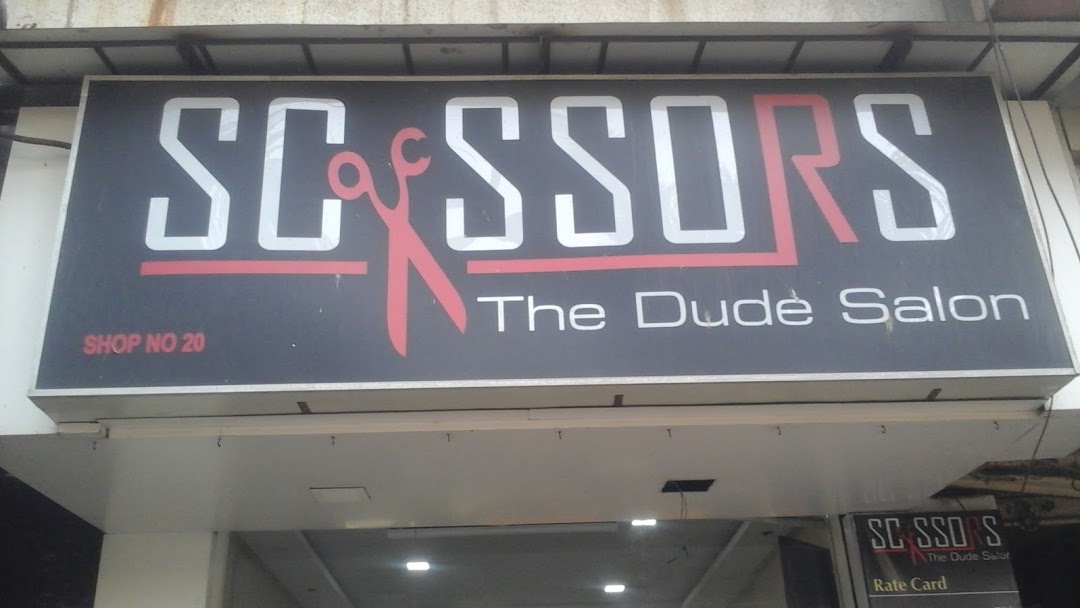 SCISSORS
The Dude Salon
SHOP NO 20
SCISSORS
The Dude Salon
Rate Card